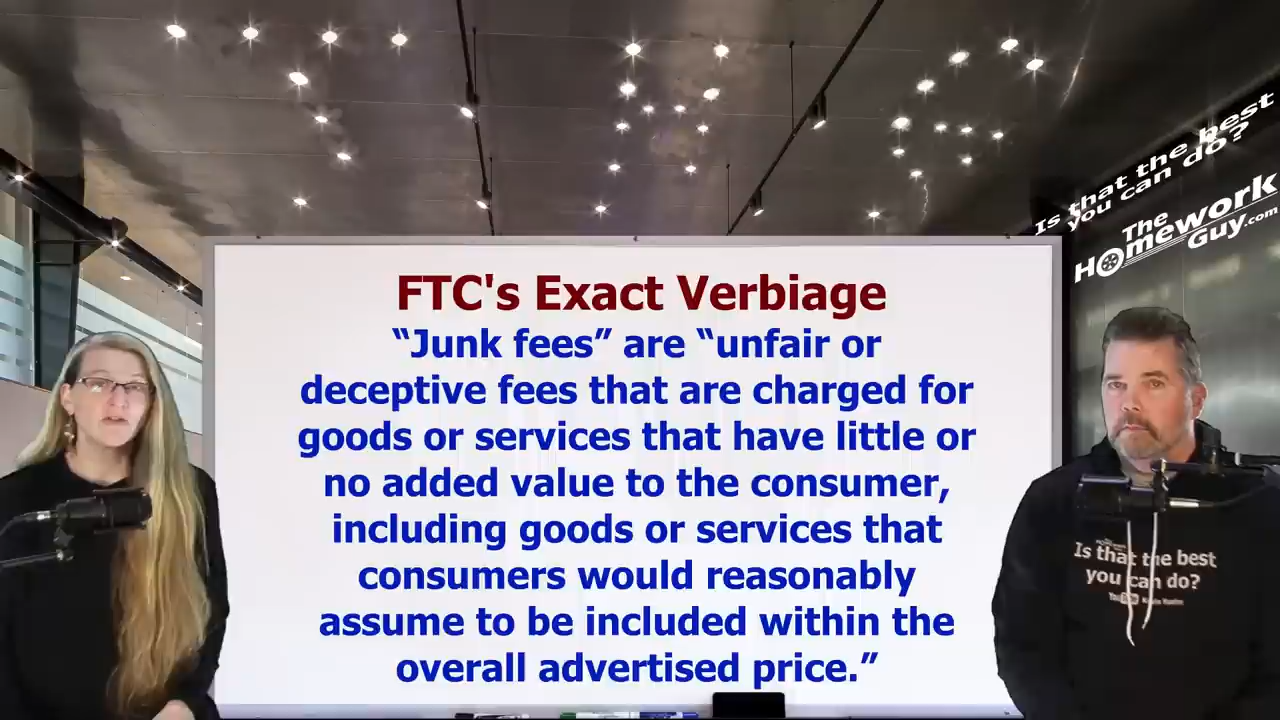 Is that the best
you can do?
The
Homework
Guy.com
FTC's Exact Verbiage
“Junk fees” are “unfair or
deceptive fees that are charged for
goods or services that have little or
no added value to the consumer,
including goods or services that
consumers would reasonably
assume to be included within the
overall advertised price.”
Is that the best
you can do?